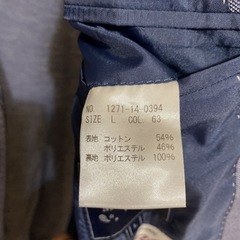 NO. 1271-14-0394
SIZE L COL. 63
表地 コットン 54%
ポリエステル 46%
裏地 ポリエステル 100%